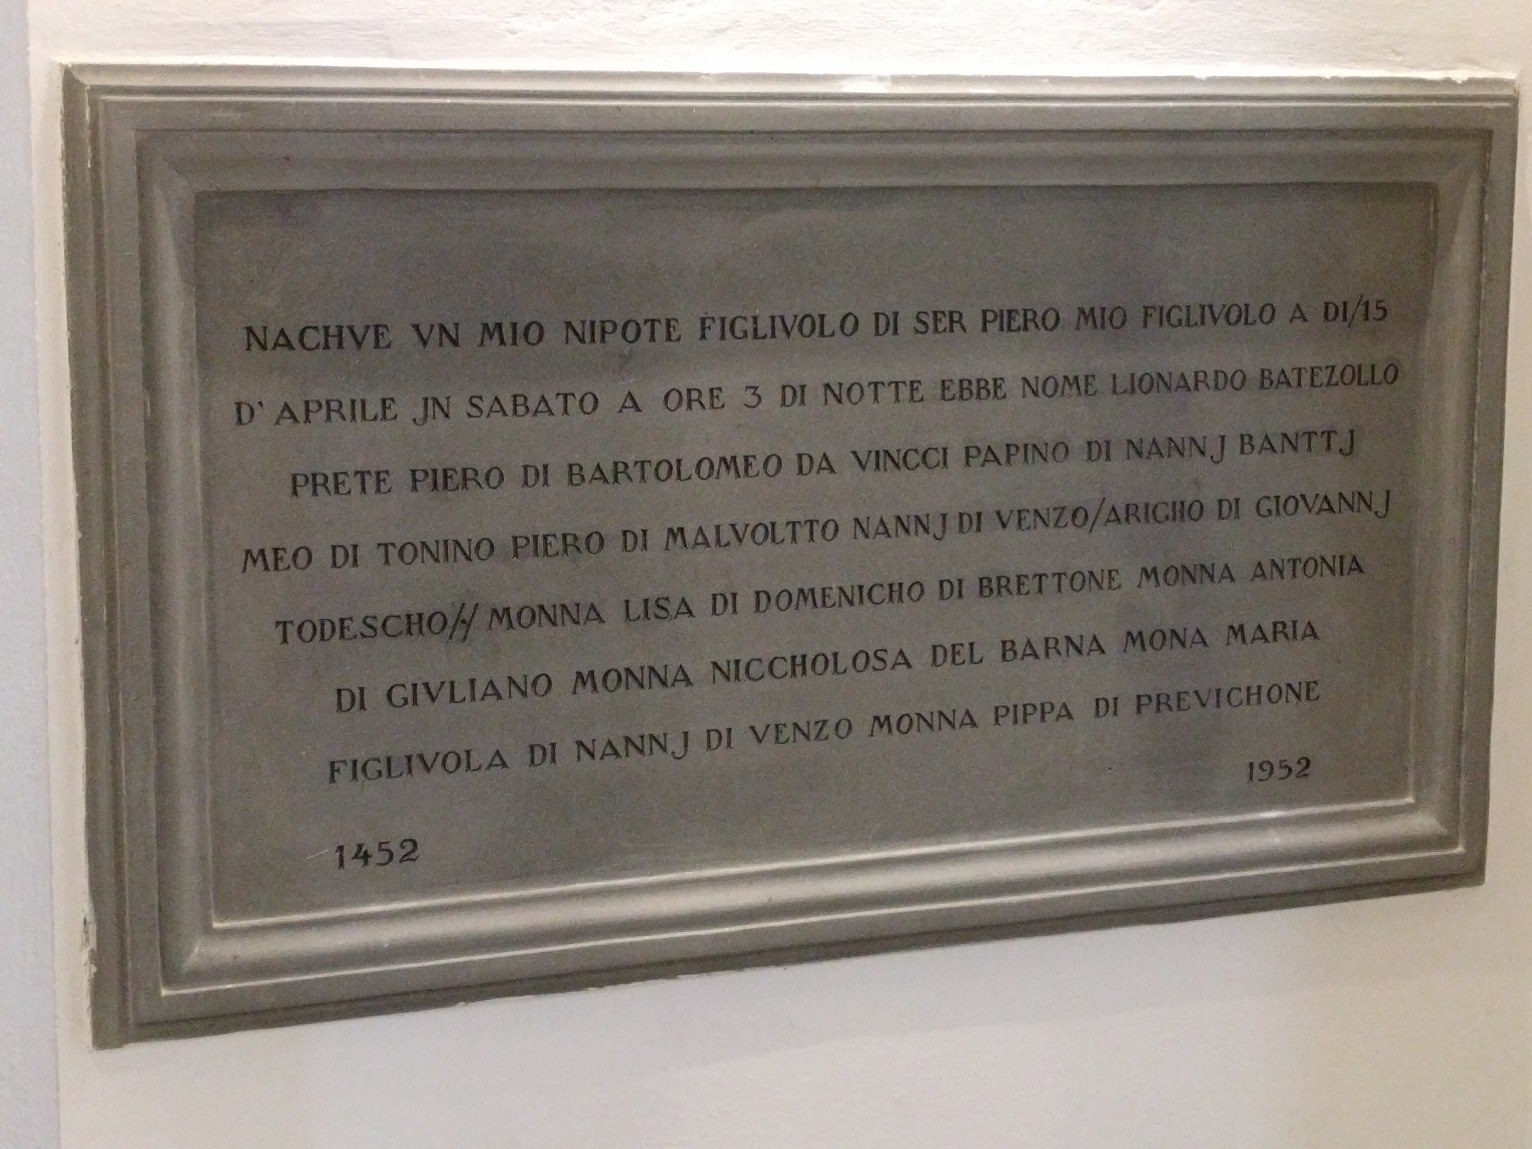 NACHVE VN MIO NIPOTE FIGLIVOLO DI SER PIERO MIO FIGLIVOLO A DI/15
D' APRILE JN SABATO A ORE 3 DI NOTTE EBBE NOME LIONARDO BATEZOLLO
PRETE PIERO DI BARTOLOMEO DA VINCCI PAPINO DI NANNJ BANTTJ
MEO DI TONINO PIERO DI MALVOLTTO NANNJ DI VENZO/ARIGHO DI GIOVANNJ
TODESCHO// MONNA LISA DI DOMENICHO DI BRETTONE MONNA ANTONIA
DI GIVLIANO MONNA NICCHOLOSA DEL BARNA MONA MARIA
FIGLIVOLA DI NANNJ DI VENZO MONNA PIPPA DI PREVICHONE
1452 1952